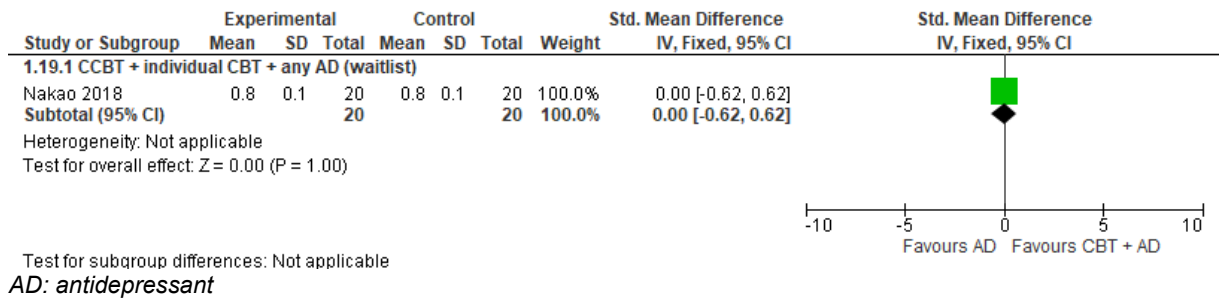 Experimental Control Std. Mean Difference Std. Mean Difference
Study or Subgroup Mean SD Total Mean SD Total Weight IV, Fixed, 95% CI IV, Fixed, 95% CI
1.19.1 CCBT + individual CBT + any AD (waitlist)
Nakao 2018 0.8 0.1 20 0.8 0.1 20 100.0% 0.00 [-0.62, 0.62]
Subtotal (95% CI) 20 20 100.0% 0.00 [-0.62, 0.62]
Heterogeneity: Not applicable
Test for overall effect: Z = 0.00 (P = 1.00)
-10 -5 0 5 10
Favours AD Favours CBT + AD
Test for subgroup differences: Not applicable
AD: antidepressant